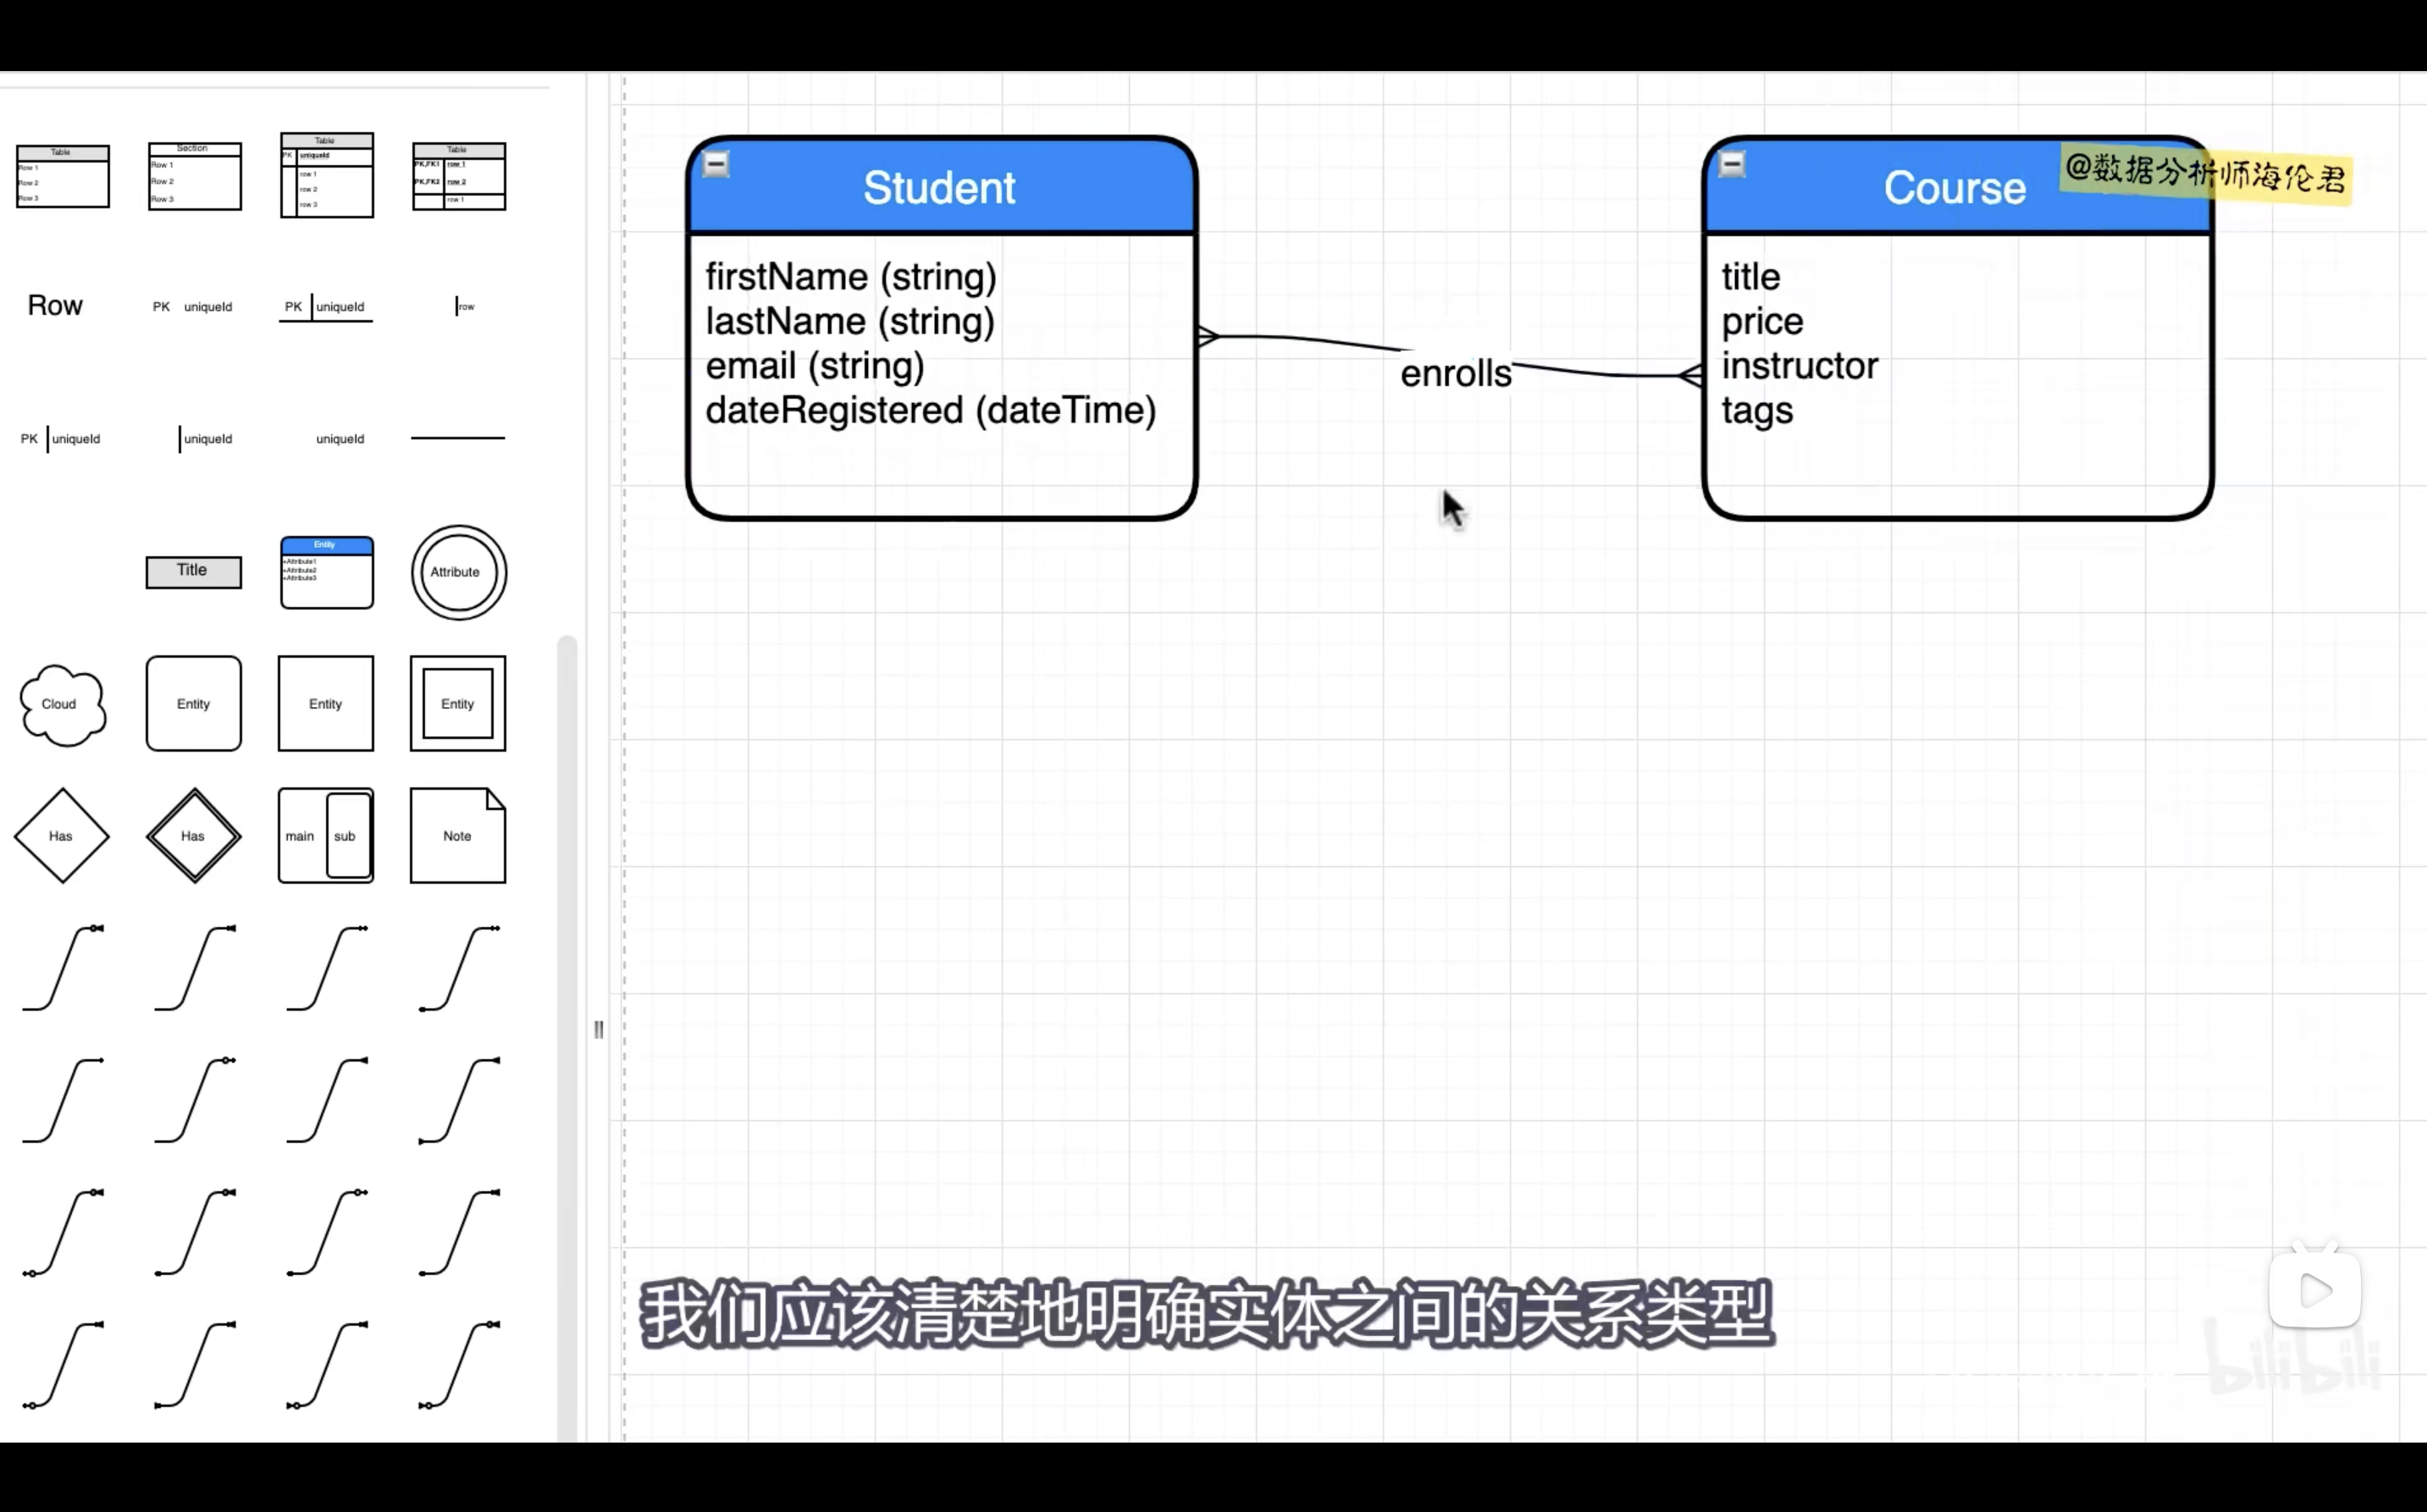 Table
Row 1
Row 2
Row 3
Section
Row 1
Row 2
Row 3
Table
PK uniqueId
row 1
row 2
row 3
Table
PK,FK1 row 1
PK,FK2 row 2
row 1
Row
PK uniqueId
PK uniqueId
row
PK uniqueId
uniqueId
uniqueId
Title
Entity
+Attribute1
+Attribute2
+Attribute3
Attribute
Cloud
Entity
Entity
Entity
Has
Has
main sub
Note
Student
firstName (string)
lastName (string)
email (string)
dateRegistered (dateTime)
enrolls
Course
title
price
instructor
tags
@数据分析师海伦君
我们应该清楚地明确实体之间的关系类型
bilibili